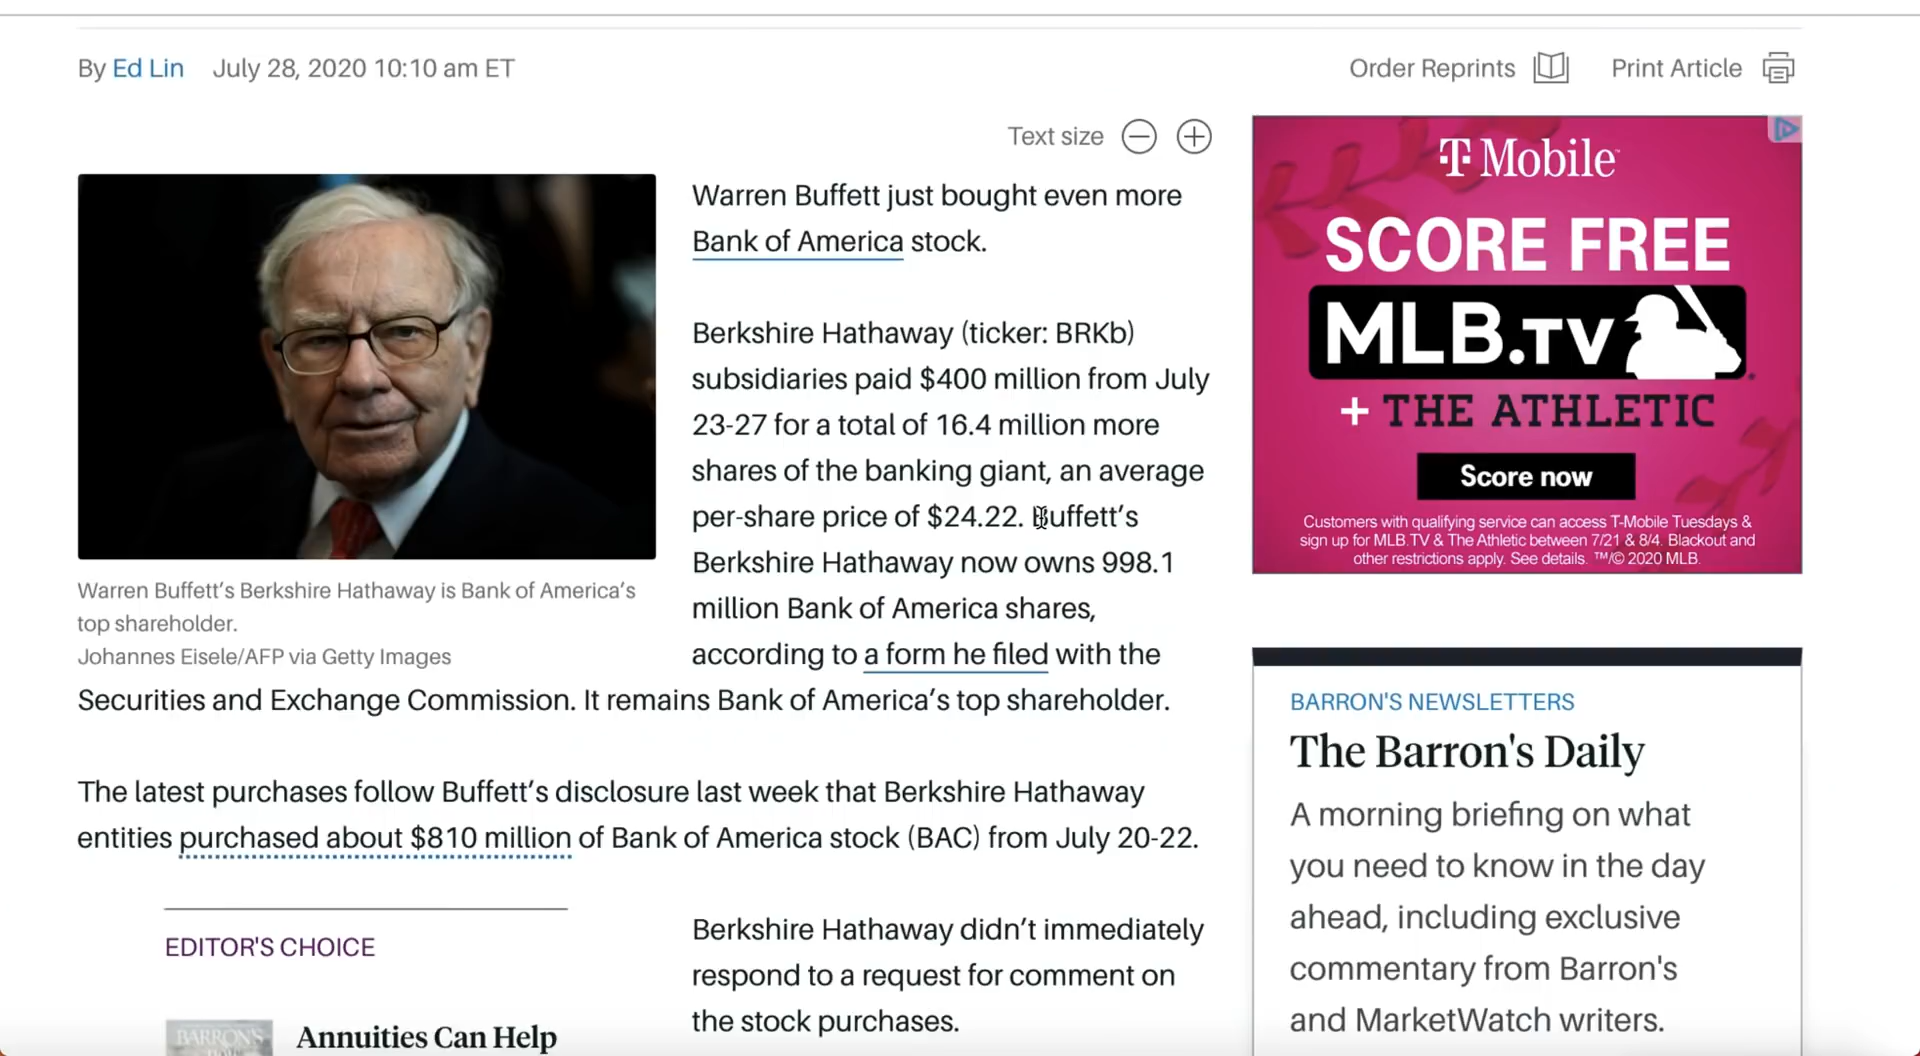 By Ed Lin July 28, 2020 10:10 am ET
Order Reprints
Print Article
Text size
Warren Buffett just bought even more
Bank of America stock.
Berkshire Hathaway (ticker: BRKb)
subsidiaries paid $400 million from July
23-27 for a total of 16.4 million more
shares of the banking giant, an average
per-share price of $24.22. Buffett’s
Berkshire Hathaway now owns 998.1
million Bank of America shares,
according to a form he filed with the
Securities and Exchange Commission. It remains Bank of America’s top shareholder.
Warren Buffett’s Berkshire Hathaway is Bank of America’s
top shareholder.
Johannes Eisele/AFP via Getty Images
The latest purchases follow Buffett’s disclosure last week that Berkshire Hathaway
entities purchased about $810 million of Bank of America stock (BAC) from July 20-22.
EDITOR'S CHOICE
BARRON'S
Annuities Can Help
Berkshire Hathaway didn’t immediately
respond to a request for comment on
the stock purchases.
T Mobile™
SCORE FREE
MLB.TV
+ THE ATHLETIC
Score now
Customers with qualifying service can access T-Mobile Tuesdays &
sign up for MLB.TV & The Athletic between 7/21 & 8/4. Blackout and
other restrictions apply. See details. ™/© 2020 MLB.
BARRON'S NEWSLETTERS
The Barron's Daily
A morning briefing on what
you need to know in the day
ahead, including exclusive
commentary from Barron's
and MarketWatch writers.